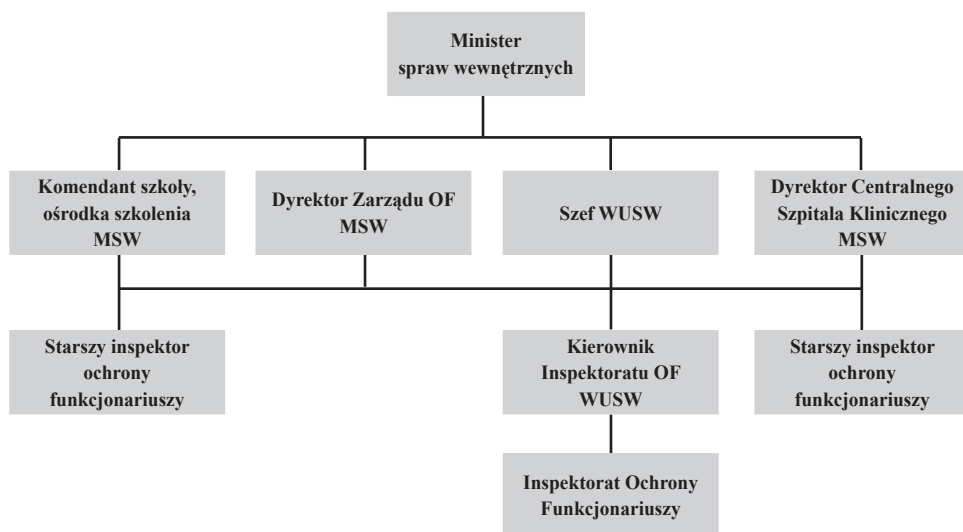 Minister
spraw wewnętrznych
Komendant szkoły,
ośrodka szkolenia
MSW
Dyrektor Zarządu OF
MSW
Szef WUSW
Dyrektor Centralnego
Szpitala Klinicznego
MSW
Starszy inspektor
ochrony
funkcjonariuszy
Kierownik
Inspektoratu OF
WUSW
Starszy inspektor
ochrony
funkcjonariuszy
Inspektorat Ochrony
Funkcjonariuszy